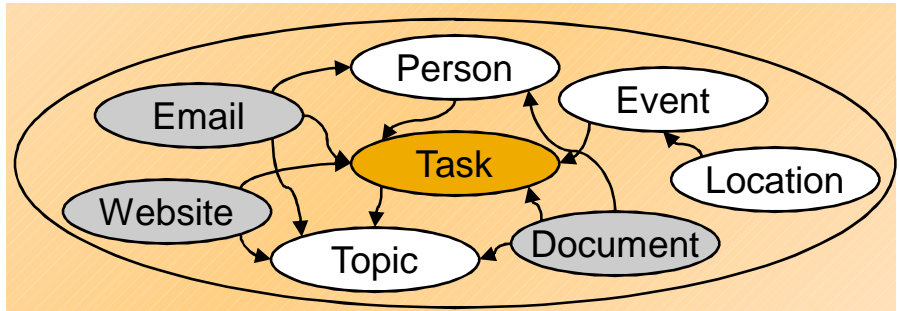 Person
Event
Email
Task
Location
Website
Document
Topic